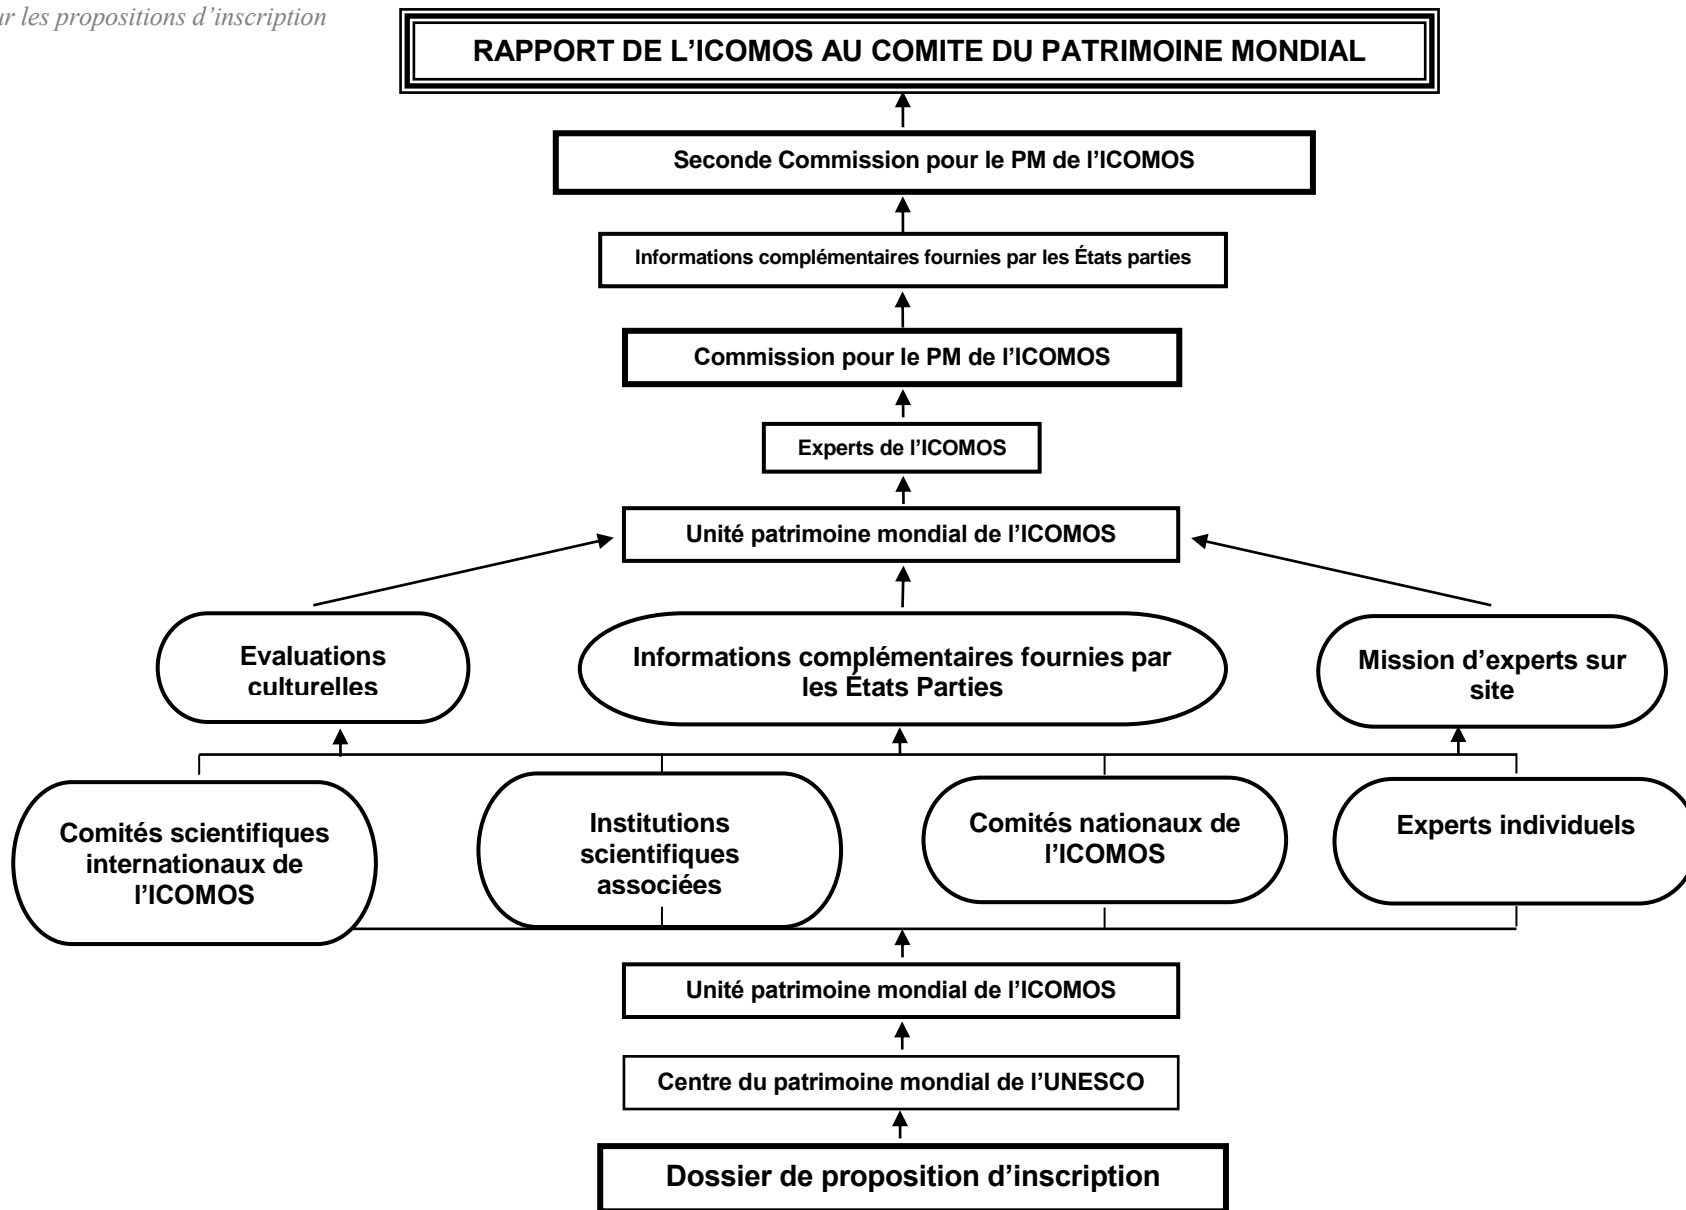 les propositions d’inscription
RAPPORT DE L’ICOMOS AU COMITE DU PATRIMOINE MONDIAL
Seconde Commission pour le PM de l’ICOMOS
Informations complémentaires fournies par les États parties
Commission pour le PM de l’ICOMOS
Experts de l’ICOMOS
Unité patrimoine mondial de l’ICOMOS
Evaluations
culturelles
Informations complémentaires fournies par
les États Parties
Mission d’experts sur
site
Comités scientifiques
internationaux de
l’ICOMOS
Institutions
scientifiques
associées
Comités nationaux de
l’ICOMOS
Experts individuels
Unité patrimoine mondial de l’ICOMOS
Centre du patrimoine mondial de l’UNESCO
Dossier de proposition d’inscription